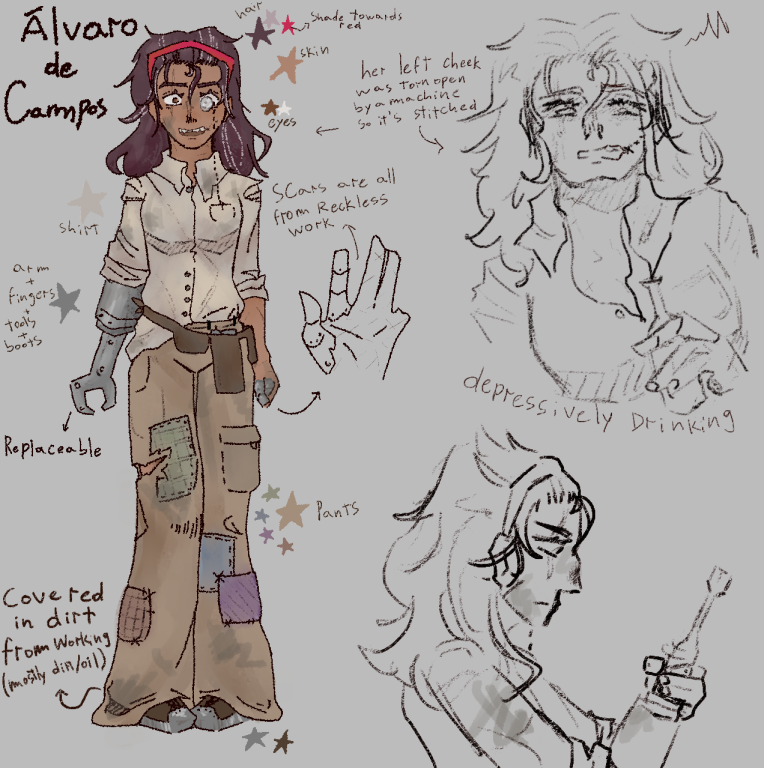 Álvaro
de
Campos
hair
shade towards
red
skin
eyes
her left cheek
was torn open
by a machine
so it's stitched
shirt
Scars are all
from Reckless
work
arm
+
fingers
+
tools
+
boots
Replaceable
depressively Drinking
Pants
Covered
in dirt
from working
(mostly dirt/oil)